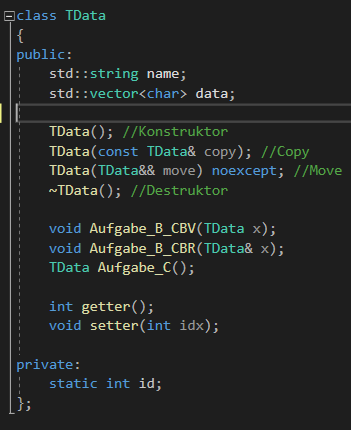 class TData
{
public:
    std::string name;
    std::vector<char> data;

    TData(); //Konstruktor
    TData(const TData& copy); //Copy
    TData(TData&& move) noexcept; //Move
    ~TData(); //Destruktor

    void Aufgabe_B_CBV(TData x);
    void Aufgabe_B_CBR(TData& x);
    TData Aufgabe_C();

    int getter();
    void setter(int idx);

private:
    static int id;
};